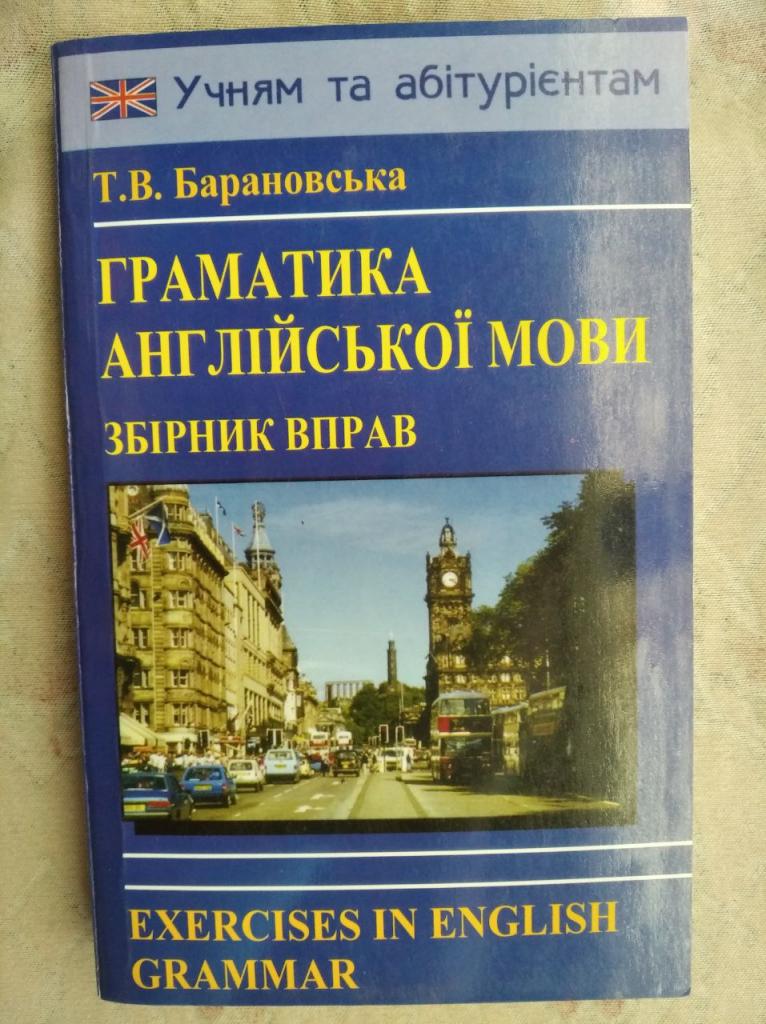 Учням та абітурієнтам
Т.В. Барановська
ГРАМАТИКА
АНГЛІЙСЬКОЇ МОВИ
ЗБІРНИК ВПРАВ
EXERCISES IN ENGLISH
GRAMMAR